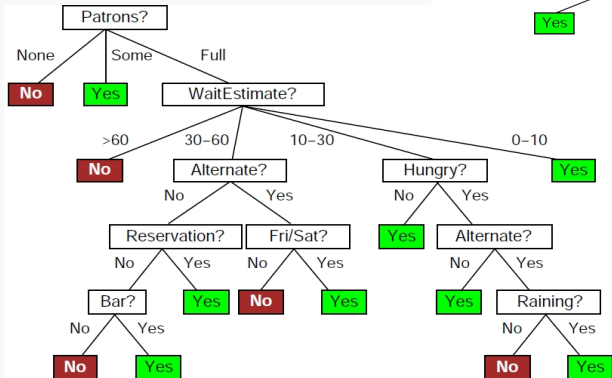 Patrons?
Yes
None Some Full
No Yes WaitEstimate?
>60 30–60 10–30 0–10
No Alternate? Hungry? Yes
No Yes No Yes
Reservation? Fri/Sat? Yes Alternate?
No Yes No Yes No Yes
Bar? Yes No Yes Yes Raining?
No Yes No Yes
No Yes No Yes